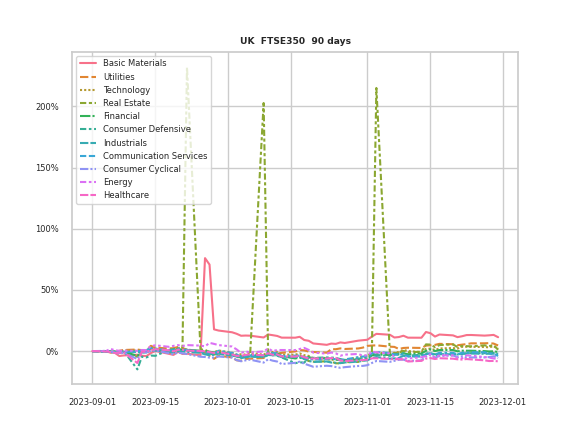 UK  FTSE350  90 days
Basic Materials
Utilities
Technology
Real Estate
Financial
Consumer Defensive
Industrials
Communication Services
Consumer Cyclical
Energy
Healthcare
200%
150%
100%
50%
0%
2023-09-01 2023-09-15 2023-10-01 2023-10-15 2023-11-01 2023-11-15 2023-12-01